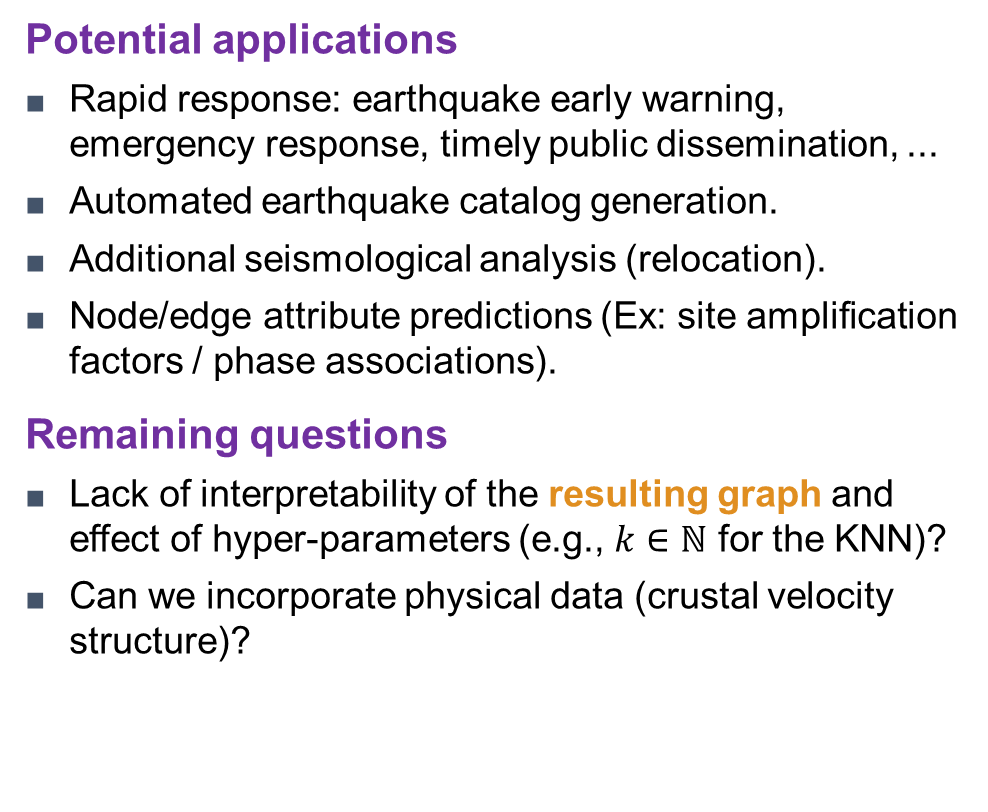 Potential applications
■ Rapid response: earthquake early warning,
emergency response, timely public dissemination, ...
■ Automated earthquake catalog generation.
■ Additional seismological analysis (relocation).
■ Node/edge attribute predictions (Ex: site amplification
factors / phase associations).
Remaining questions
■ Lack of interpretability of the resulting graph and
effect of hyper-parameters (e.g., 𝑘 ∈ ℕ for the KNN)?
■ Can we incorporate physical data (crustal velocity
structure)?